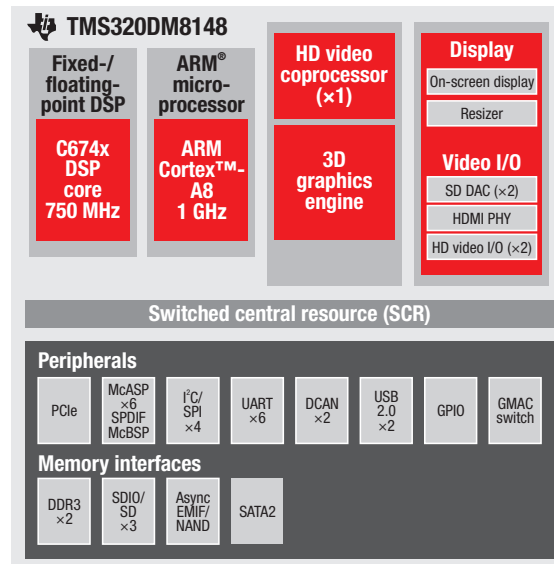 TMS320DM8148
Fixed-/
floating-
point DSP
C674x
DSP
core
750 MHz
ARM®
micro-
processor
ARM
Cortex™-
A8
1 GHz
HD video
coprocessor
(×1)
3D
graphics
engine
Display
On-screen display
Resizer
Video I/O
SD DAC (×2)
HDMI PHY
HD video I/O (×2)
Switched central resource (SCR)
Peripherals
PCIe
McASP
×6
SPDIF
McBSP
I²C/
SPI
×4
UART
×6
DCAN
×2
USB
2.0
×2
GPIO
GMAC
switch
Memory interfaces
DDR3
×2
SDIO/
SD
×3
Async
EMIF/
NAND
SATA2